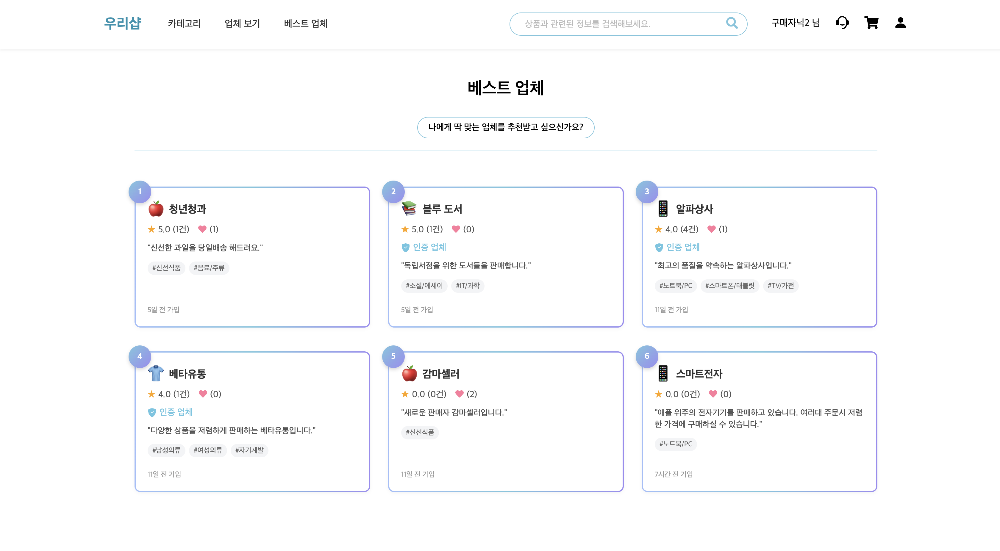 우리샵 카테고리 업체 보기 베스트 업체 상품과 관련된 정보를 검색해보세요. 구매자닉2 님
베스트 업체
나에게 딱 맞는 업체를 추천받고 싶으신가요?
1
청년청과
5.0 (1건) (1)
"신선한 과일을 당일배송 해드려요."
#신선식품 #음료/주류
5일 전 가입
2
블루 도서
5.0 (1건) (0)
인증 업체
"독립서점을 위한 도서들을 판매합니다."
#소설/에세이 #IT/과학
5일 전 가입
3
알파상사
4.0 (4건) (1)
인증 업체
"최고의 품질을 약속하는 알파상사입니다."
#노트북/PC #스마트폰/태블릿 #TV/가전
11일 전 가입
4
베타유통
4.0 (1건) (0)
인증 업체
"다양한 상품을 저렴하게 판매하는 베타유통입니다."
#남성의류 #여성의류 #자기계발
11일 전 가입
5
감마셀러
0.0 (0건) (2)
"새로운 판매자 감마셀러입니다."
#신선식품
11일 전 가입
6
스마트전자
0.0 (0건) (0)
"애플 위주의 전자기기를 판매하고 있습니다. 여러대 주문시 저렴
한 가격에 구매하실 수 있습니다."
#노트북/PC
7시간 전 가입